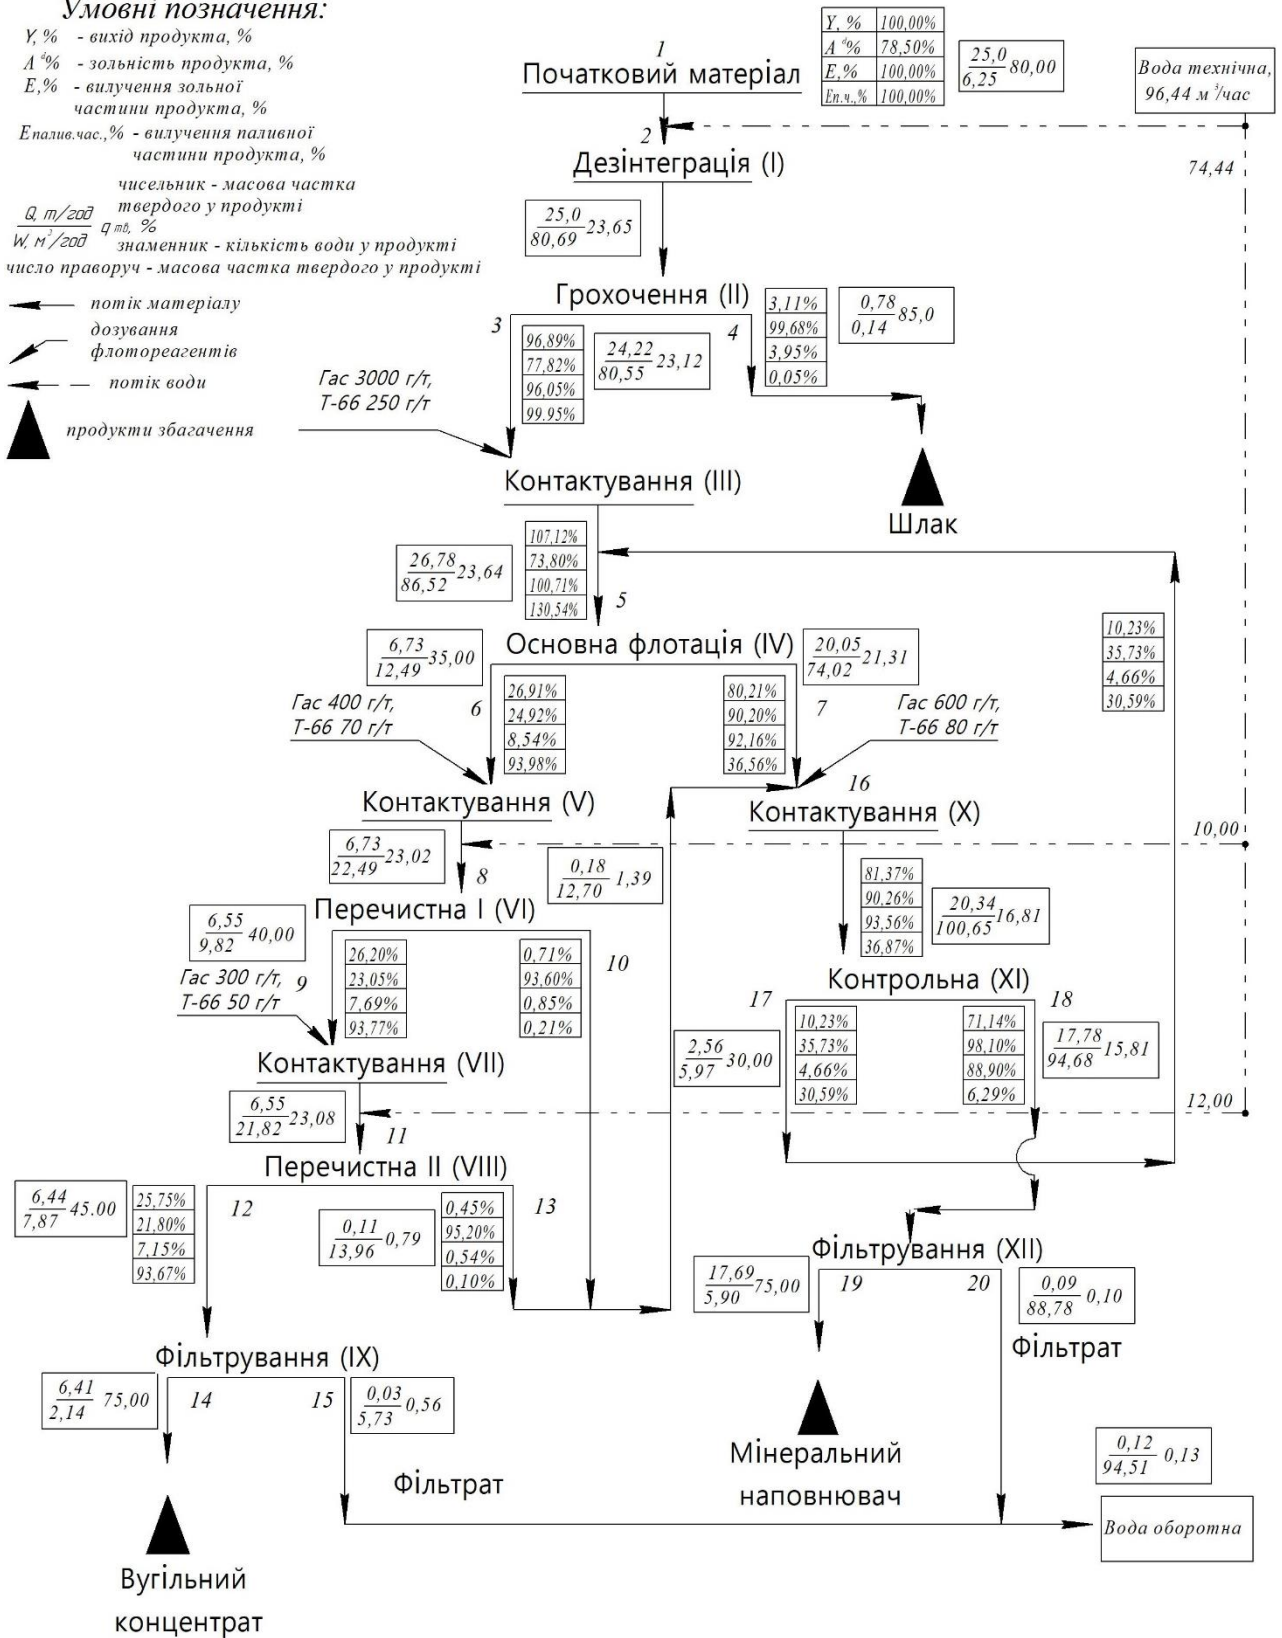 Умовні позначення:
Y, % - вихід продукта, %
A ᵈ% - зольність продукта, %
E,% - вилучення зольної
частини продукта, %
Eпалив.час.,% - вилучення паливної
частини продукта, %
чисельник - масова частка
твердого у продукті
Q, т/год
W, м³/год
q тв, %
знаменник - кількість води у продукті
число праворуч - масова частка твердого у продукті
потік матеріалу
дозування
флотореагентів
потік води
продукти збагачення
1
Початковий матеріал
Y, % 100,00%
A ᵈ% 78,50%
E,% 100,00%
Eп.ч.,% 100,00%
25,0
6,25 80,00
Вода технічна,
96,44 м³/час
2
Дезінтеграція (I)
74,44
25,0
80,69 23,65
Грохочення (II)
3
96,89%
77,82%
96,05%
99.95%
24,22
80,55 23,12
4
3,11%
99,68%
3,95%
0,05%
0,78
0,14 85,0
Гас 3000 г/т,
Т-66 250 г/т
Шлак
Контактування (III)
26,78
86,52 23,64
107,12%
73,80%
100,71%
130,54%
5
10,23%
35,73%
4,66%
30,59%
Основна флотація (IV)
6,73
12,49 35,00
20,05
74,02 21,31
Гас 400 г/т,
Т-66 70 г/т
6
26,91%
24,92%
8,54%
93,98%
80,21%
90,20%
92,16%
36,56%
7
Гас 600 г/т,
Т-66 80 г/т
16
Контактування (V)
Контактування (X)
10,00
6,73
22,49 23,02
8
0,18
12,70 1,39
81,37%
90,26%
93,56%
36,87%
20,34
100,65 16,81
Перечистна I (VI)
6,55
9,82 40,00
Гас 300 г/т,
Т-66 50 г/т
9
26,20%
23,05%
7,69%
93,77%
0,71%
93,60%
0,85%
0,21%
10
Контрольна (XI)
17
18
2,56
5,97 30,00
10,23%
35,73%
4,66%
30,59%
71,14%
98,10%
88,90%
6,29%
17,78
94,68 15,81
Контактування (VII)
12,00
6,55
21,82 23,08
11
Перечистна II (VIII)
6,44
7,87 45.00
25,75%
21,80%
7,15%
93,67%
12
0,11
13,96 0,79
0,45%
95,20%
0,54%
0,10%
13
Фільтрування (XII)
17,69
5,90 75,00
19
20
0,09
88,78 0,10
Фільтрат
Фільтрування (IX)
6,41
2,14 75,00
14
15
0,03
5,73 0,56
Фільтрат
Мінеральний
наповнювач
0,12
94,51 0,13
Вода оборотна
Вугільний
концентрат